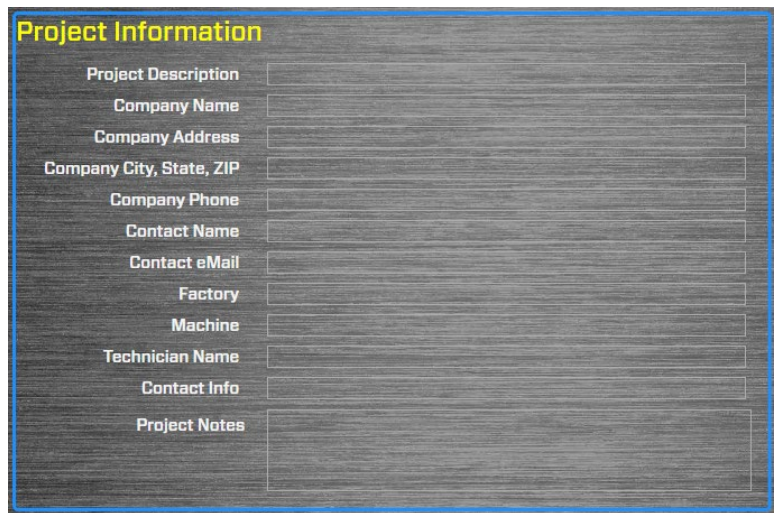 Project Information
Project Description
Company Name
Company Address
Company City, State, ZIP
Company Phone
Contact Name
Contact eMail
Factory
Machine
Technician Name
Contact Info
Project Notes